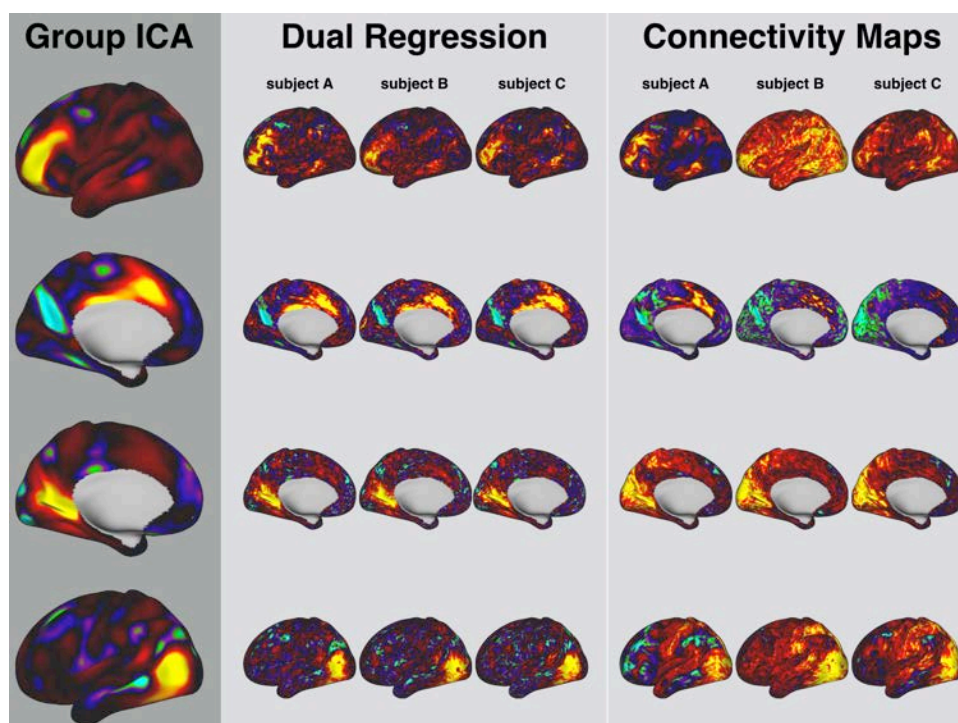 Group ICA
Dual Regression
Connectivity Maps
subject A subject B subject C
subject A subject B subject C